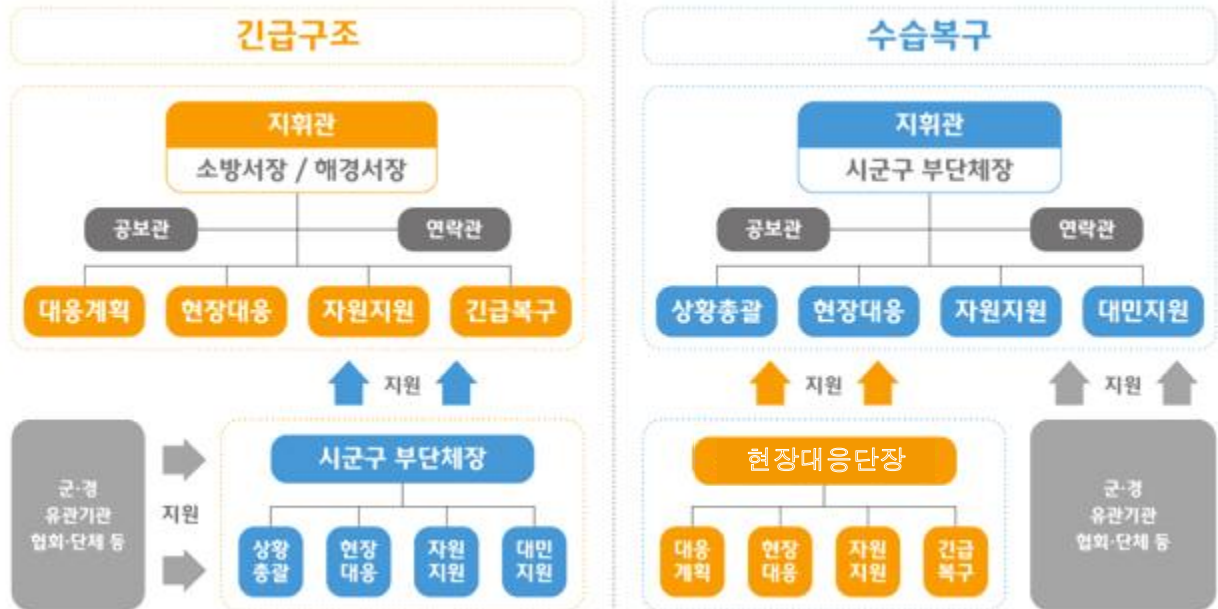 긴급구조
지휘관
소방서장 / 해경서장
공보관
연락관
대응계획
현장대응
자원지원
긴급복구
지원
군·경
유관기관
협회·단체 등
지원
시군구 부단체장
상황
총괄
현장
대응
자원
지원
대민
지원
수습복구
지휘관
시군구 부단체장
공보관
연락관
상황총괄
현장대응
자원지원
대민지원
지원
지원
현장대응단장
대응
계획
현장
대응
자원
지원
긴급
복구
군·경
유관기관
협회·단체 등